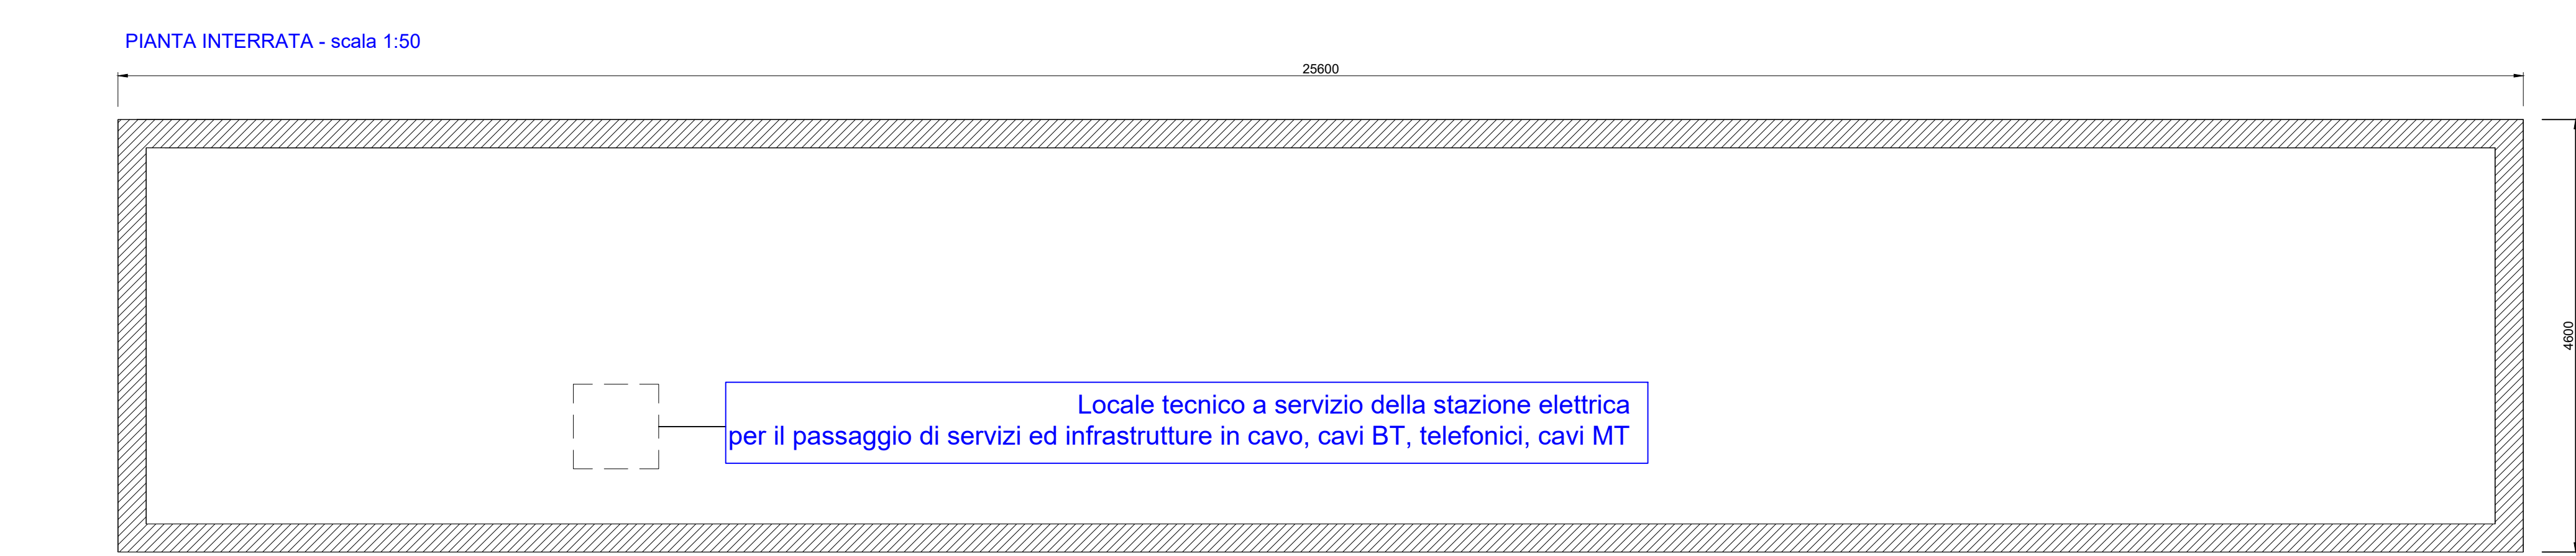 PIANTA INTERRATA - scala 1:50
25600
4600
Locale tecnico a servizio della stazione elettrica
per il passaggio di servizi ed infrastrutture in cavo, cavi BT, telefonici, cavi MT